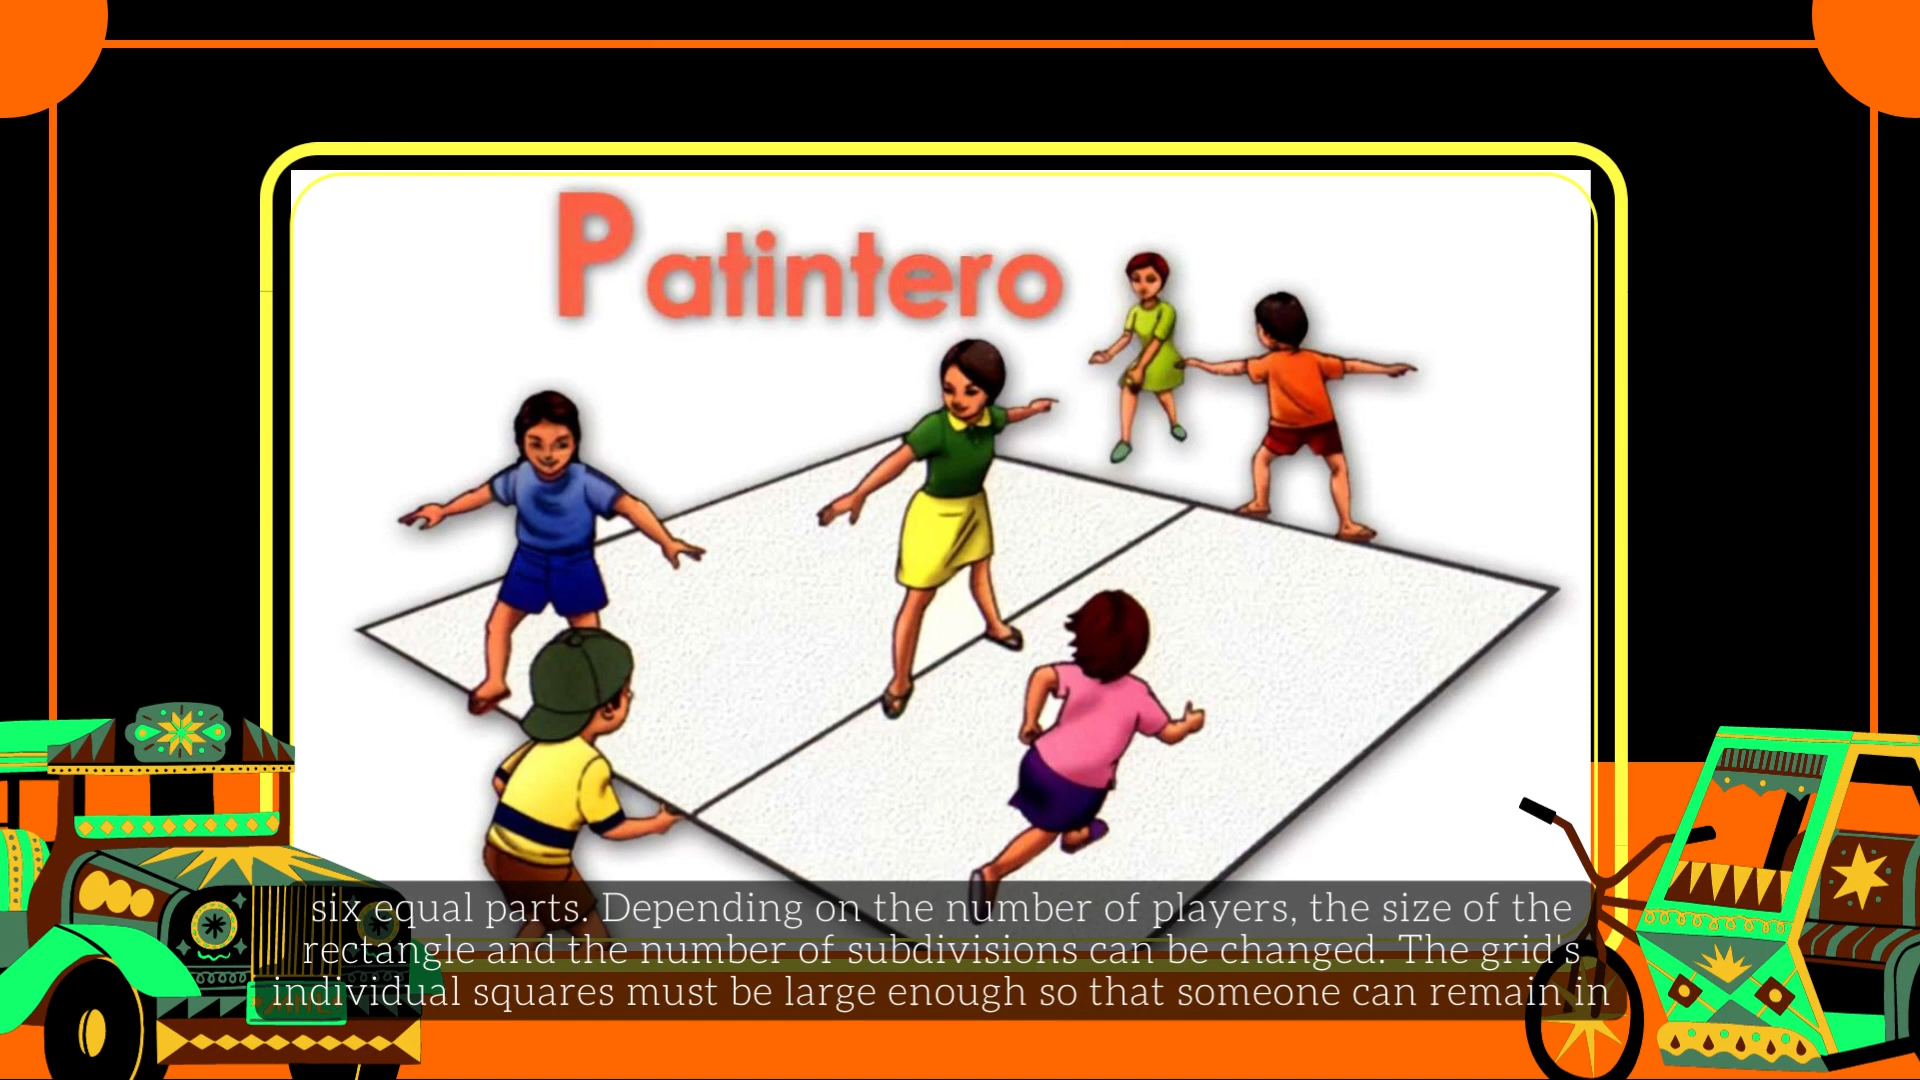 Patintero
six equal parts. Depending on the number of players, the size of the
rectangle and the number of subdivisions can be changed. The grid's
individual squares must be large enough so that someone can remain in